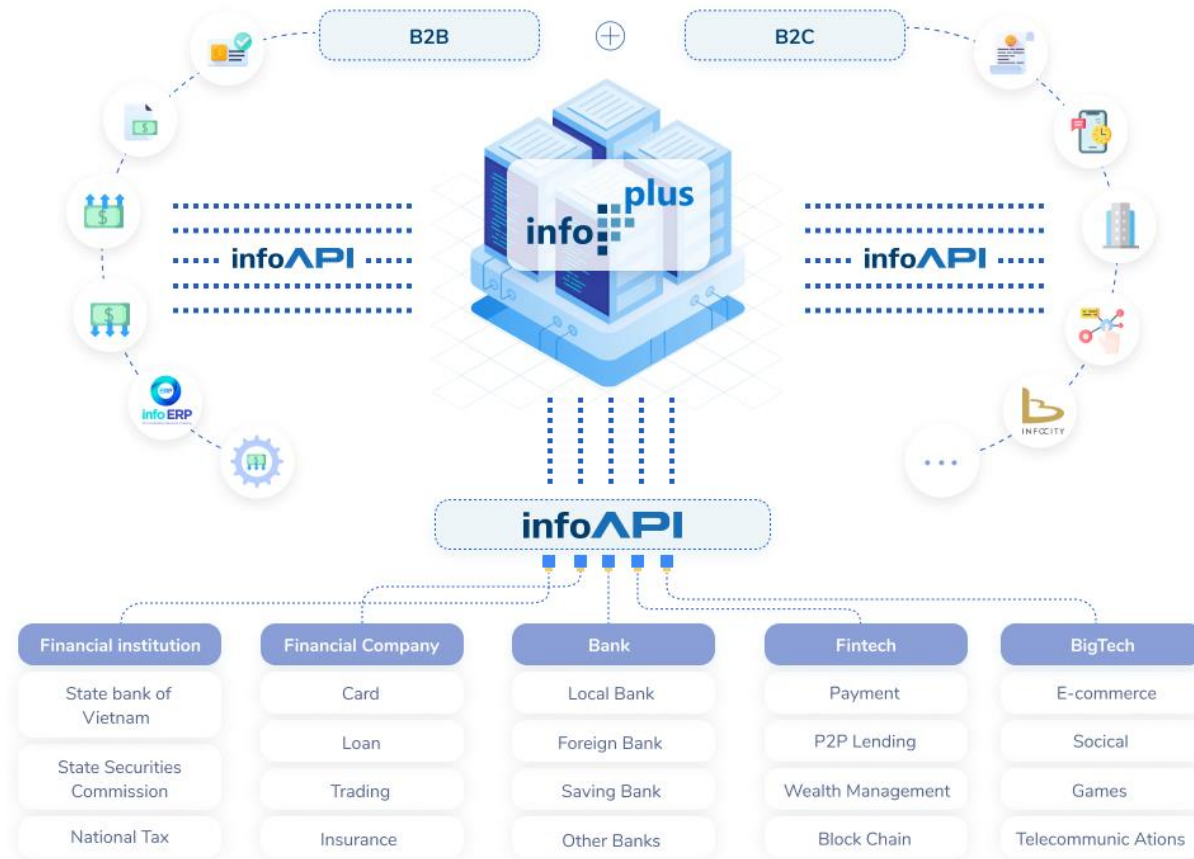 B2B
B2C
plus
info
infoAPI
infoAPI
info ERP
INFOCITY
infoAPI
Financial institution
Financial Company
Bank
Fintech
BigTech
State bank of
Vietnam
State Securities
Commission
National Tax
Card
Loan
Trading
Insurance
Local Bank
Foreign Bank
Saving Bank
Other Banks
Payment
P2P Lending
Wealth Management
Block Chain
E-commerce
Socical
Games
Telecommunic Ations